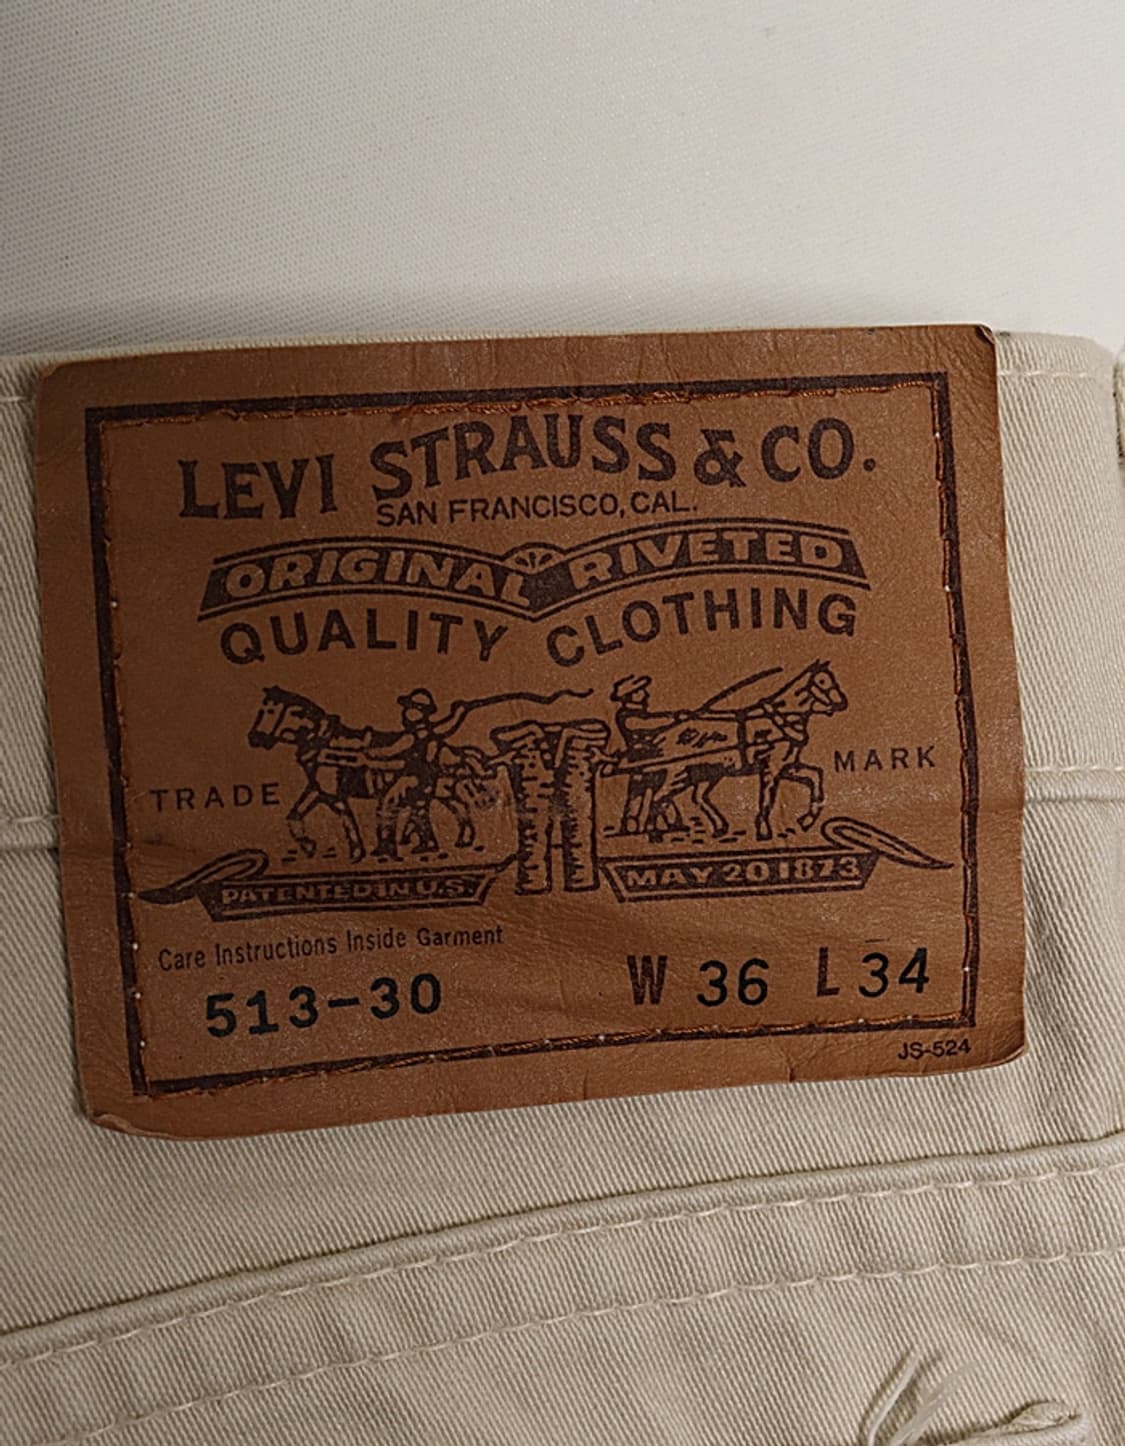 LEVI STRAUSS & CO.
SAN FRANCISCO, CAL.
ORIGINAL RIVETED
QUALITY CLOTHING
TRADE MARK
PATENTED IN U.S. MAY 20 1873
Care Instructions Inside Garment
513-30 W 36 L 34
JS-524